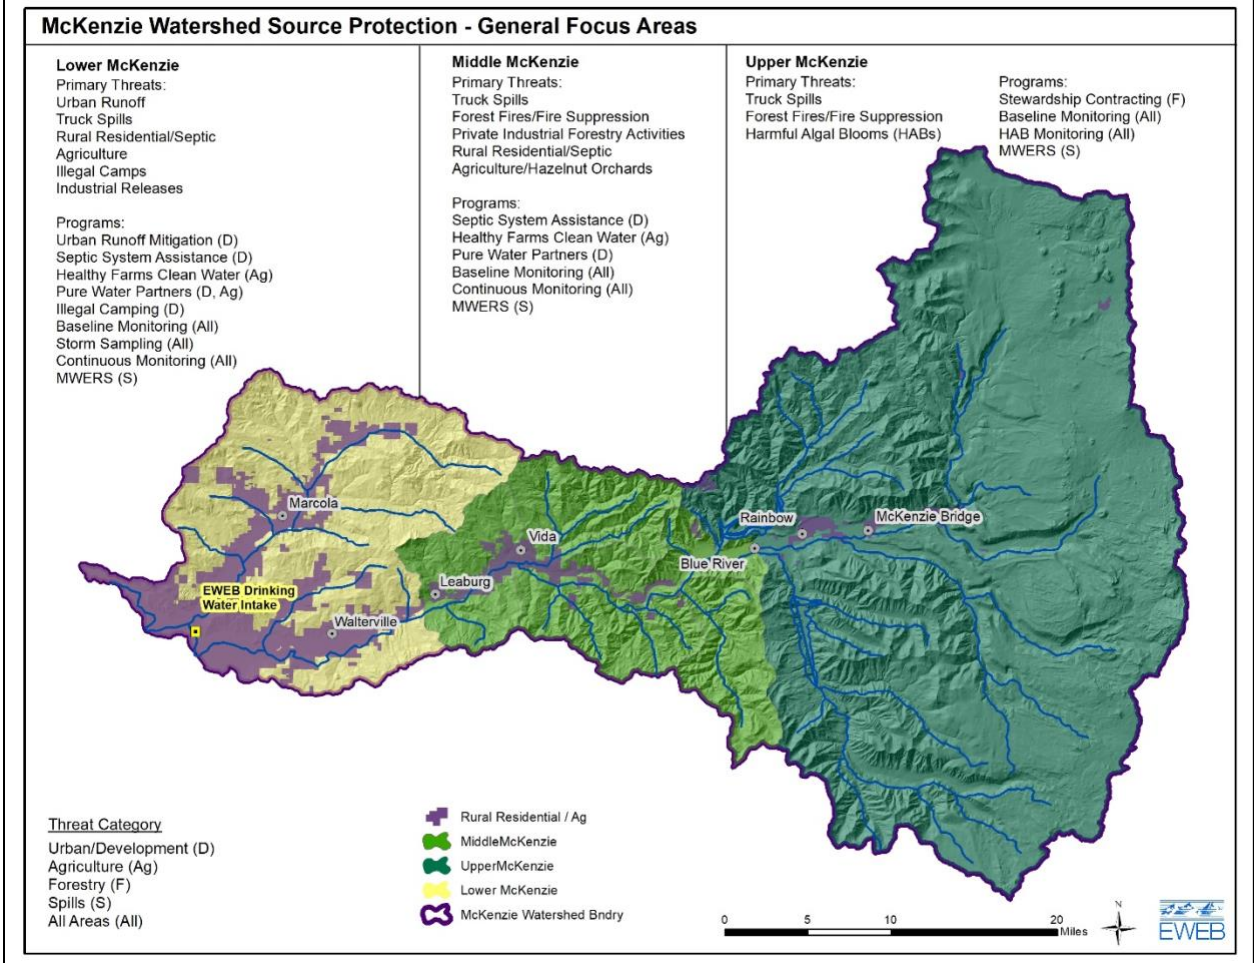 McKenzie Watershed Source Protection - General Focus Areas
Lower McKenzie
Primary Threats:
Urban Runoff
Truck Spills
Rural Residential/Septic
Agriculture
Illegal Camps
Industrial Releases
Programs:
Urban Runoff Mitigation (D)
Septic System Assistance (D)
Healthy Farms Clean Water (Ag)
Pure Water Partners (D, Ag)
Illegal Camping (D)
Baseline Monitoring (All)
Storm Sampling (All)
Continuous Monitoring (All)
MWERS (S)
Middle McKenzie
Primary Threats:
Truck Spills
Forest Fires/Fire Suppression
Private Industrial Forestry Activities
Rural Residential/Septic
Agriculture/Hazelnut Orchards
Programs:
Septic System Assistance (D)
Healthy Farms Clean Water (Ag)
Pure Water Partners (D)
Baseline Monitoring (All)
Continuous Monitoring (All)
MWERS (S)
Upper McKenzie
Primary Threats:
Truck Spills
Forest Fires/Fire Suppression
Harmful Algal Blooms (HABs)
Programs:
Stewardship Contracting (F)
Baseline Monitoring (All)
HAB Monitoring (All)
MWERS (S)
Marcola
Vida
Rainbow
McKenzie Bridge
Blue River
Leaburg
EWEB Drinking
Water Intake
Walterville
Threat Category
Urban/Development (D)
Agriculture (Ag)
Forestry (F)
Spills (S)
All Areas (All)
Rural Residential / Ag
MiddleMcKenzie
UpperMcKenzie
Lower McKenzie
McKenzie Watershed Bndry
0 5 10 20
Miles
N
EWEB